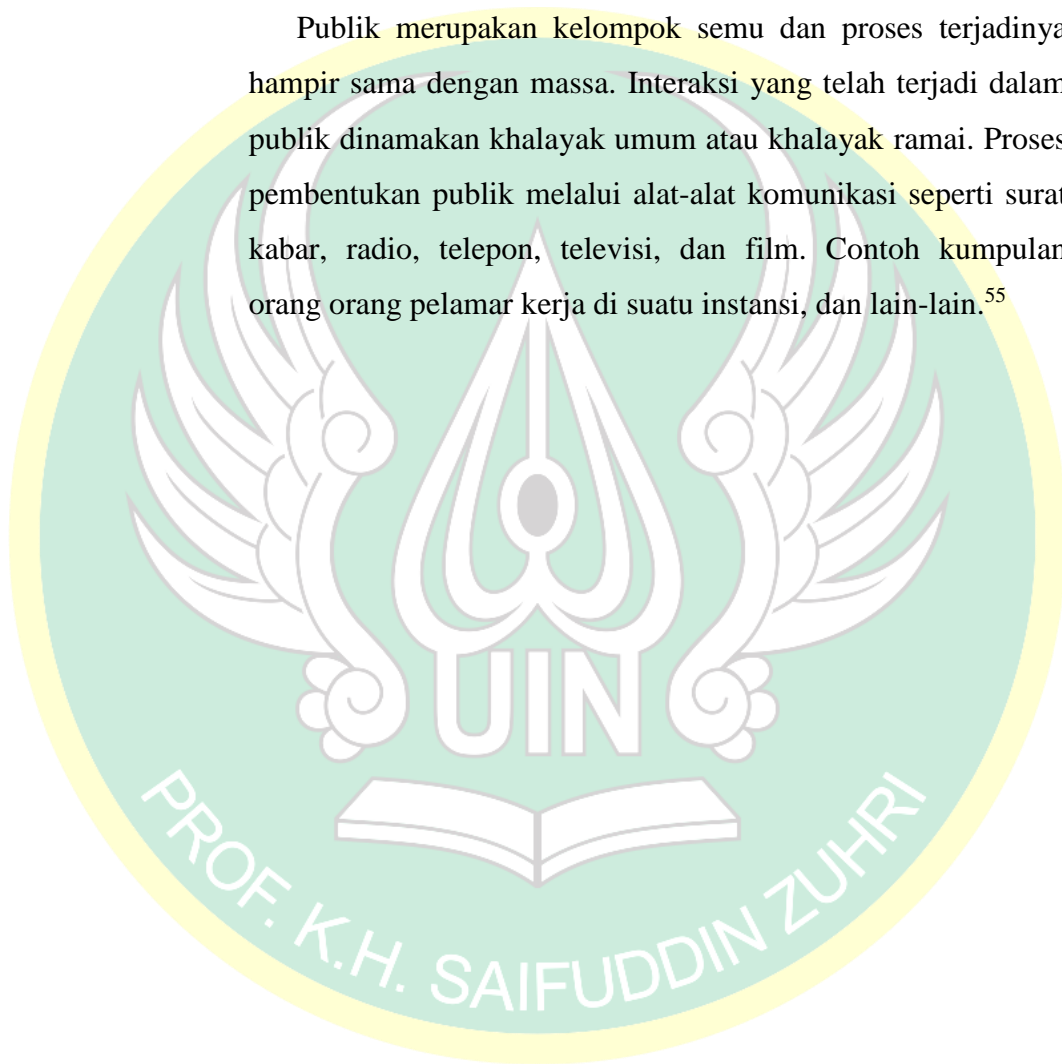 Publik merupakan kelompok semu dan proses terjadinya
hampir sama dengan massa. Interaksi yang telah terjadi dalam
publik dinamakan khalayak umum atau khalayak ramai. Proses
pembentukan publik melalui alat-alat komunikasi seperti surat
kabar, radio, telepon, televisi, dan film. Contoh kumpulan
orang orang pelamar kerja di suatu instansi, dan lain-lain.55
UIN
PROF. K.H. SAIFUDDIN ZUHRI